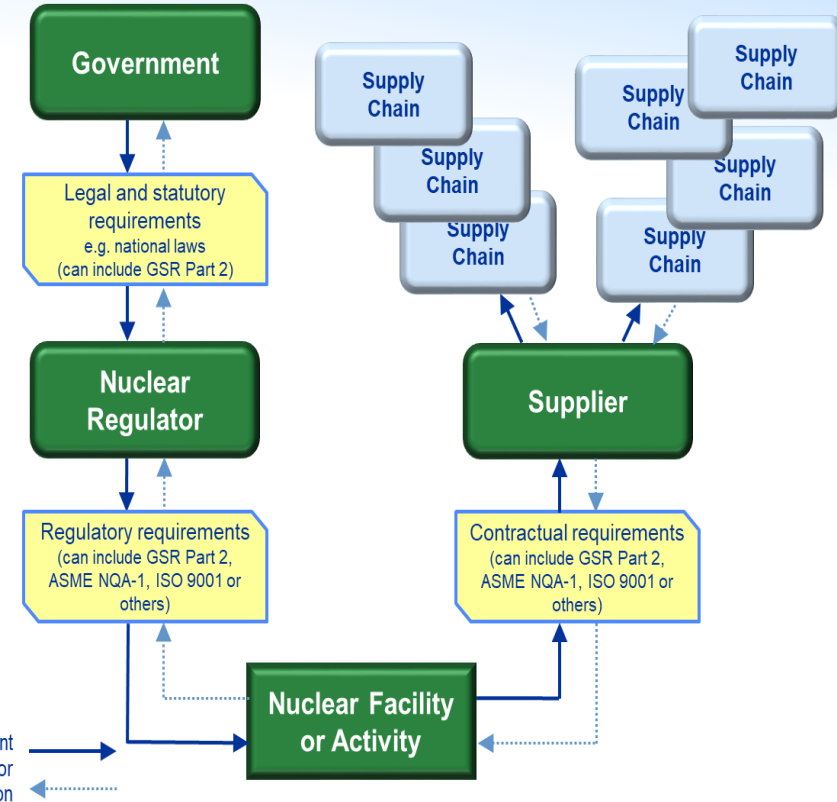 Government
Legal and statutory
requirements
e.g. national laws
(can include GSR Part 2)
Nuclear
Regulator
Regulatory requirements
(can include GSR Part 2,
ASME NQA-1, ISO 9001 or
others)
Nuclear Facility
or Activity
Contractual requirements
(can include GSR Part 2,
ASME NQA-1, ISO 9001 or
others)
Supplier
Supply
Chain
Supply
Chain
Supply
Chain
Supply
Chain
Supply
Chain
Supply
Chain
Supply
Chain
nt
or
on